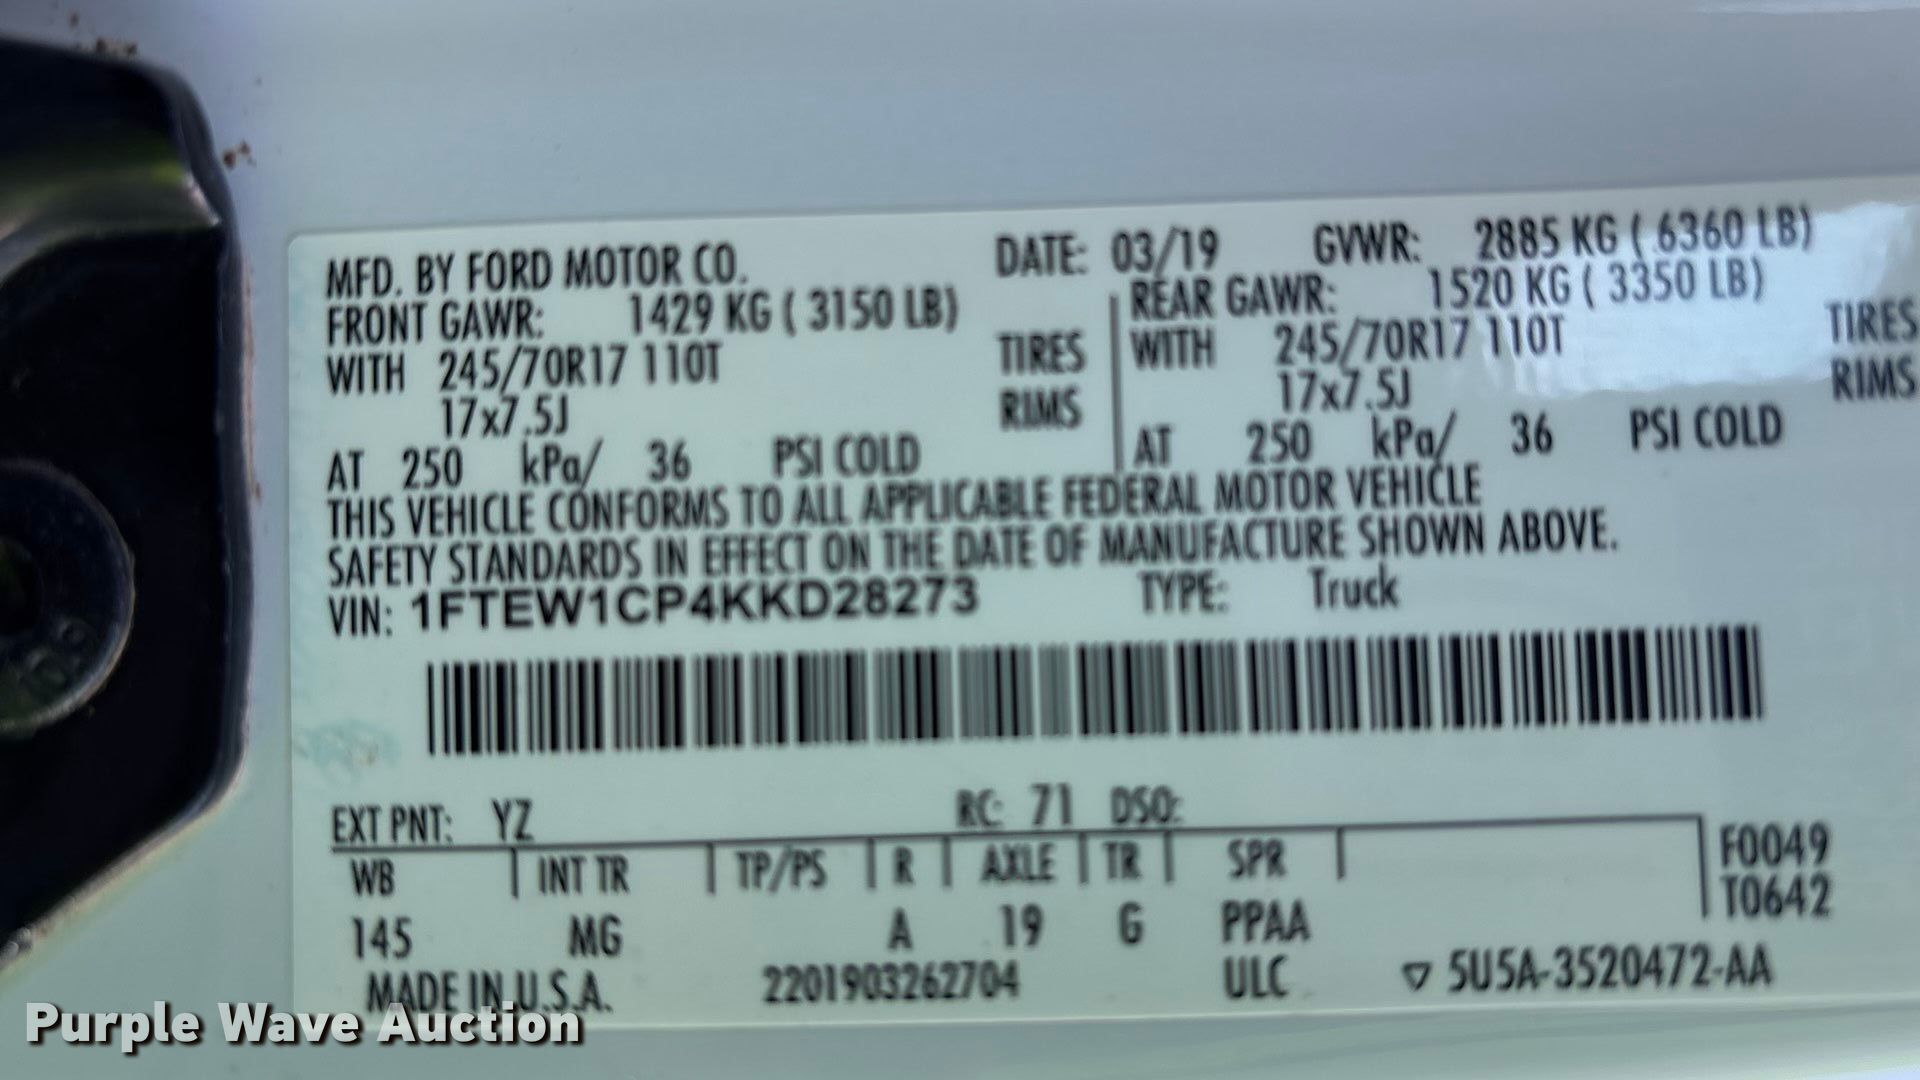 MFD. BY FORD MOTOR CO. DATE: 03/19 GVWR: 2885 KG ( 6360 LB)
FRONT GAWR: 1429 KG ( 3150 LB) REAR GAWR: 1520 KG ( 3350 LB)
WITH 245/70R17 110T TIRES WITH 245/70R17 110T TIRES
17x7.5J RIMS 17x7.5J RIMS
AT 250 kPa/ 36 PSI COLD AT 250 kPa/ 36 PSI COLD
THIS VEHICLE CONFORMS TO ALL APPLICABLE FEDERAL MOTOR VEHICLE
SAFETY STANDARDS IN EFFECT ON THE DATE OF MANUFACTURE SHOWN ABOVE.
VIN: 1FTEW1CP4KKD28273 TYPE: Truck
EXT PNT: YZ RC: 71 DSO:
WB INT TR TP/PS R AXLE TR SPR F0049
T0642
145 MG A 19 G PPAA
MADE IN U.S.A. 2201903262704 ULC ▽ 5U5A-3520472-AA
Purple Wave Auction